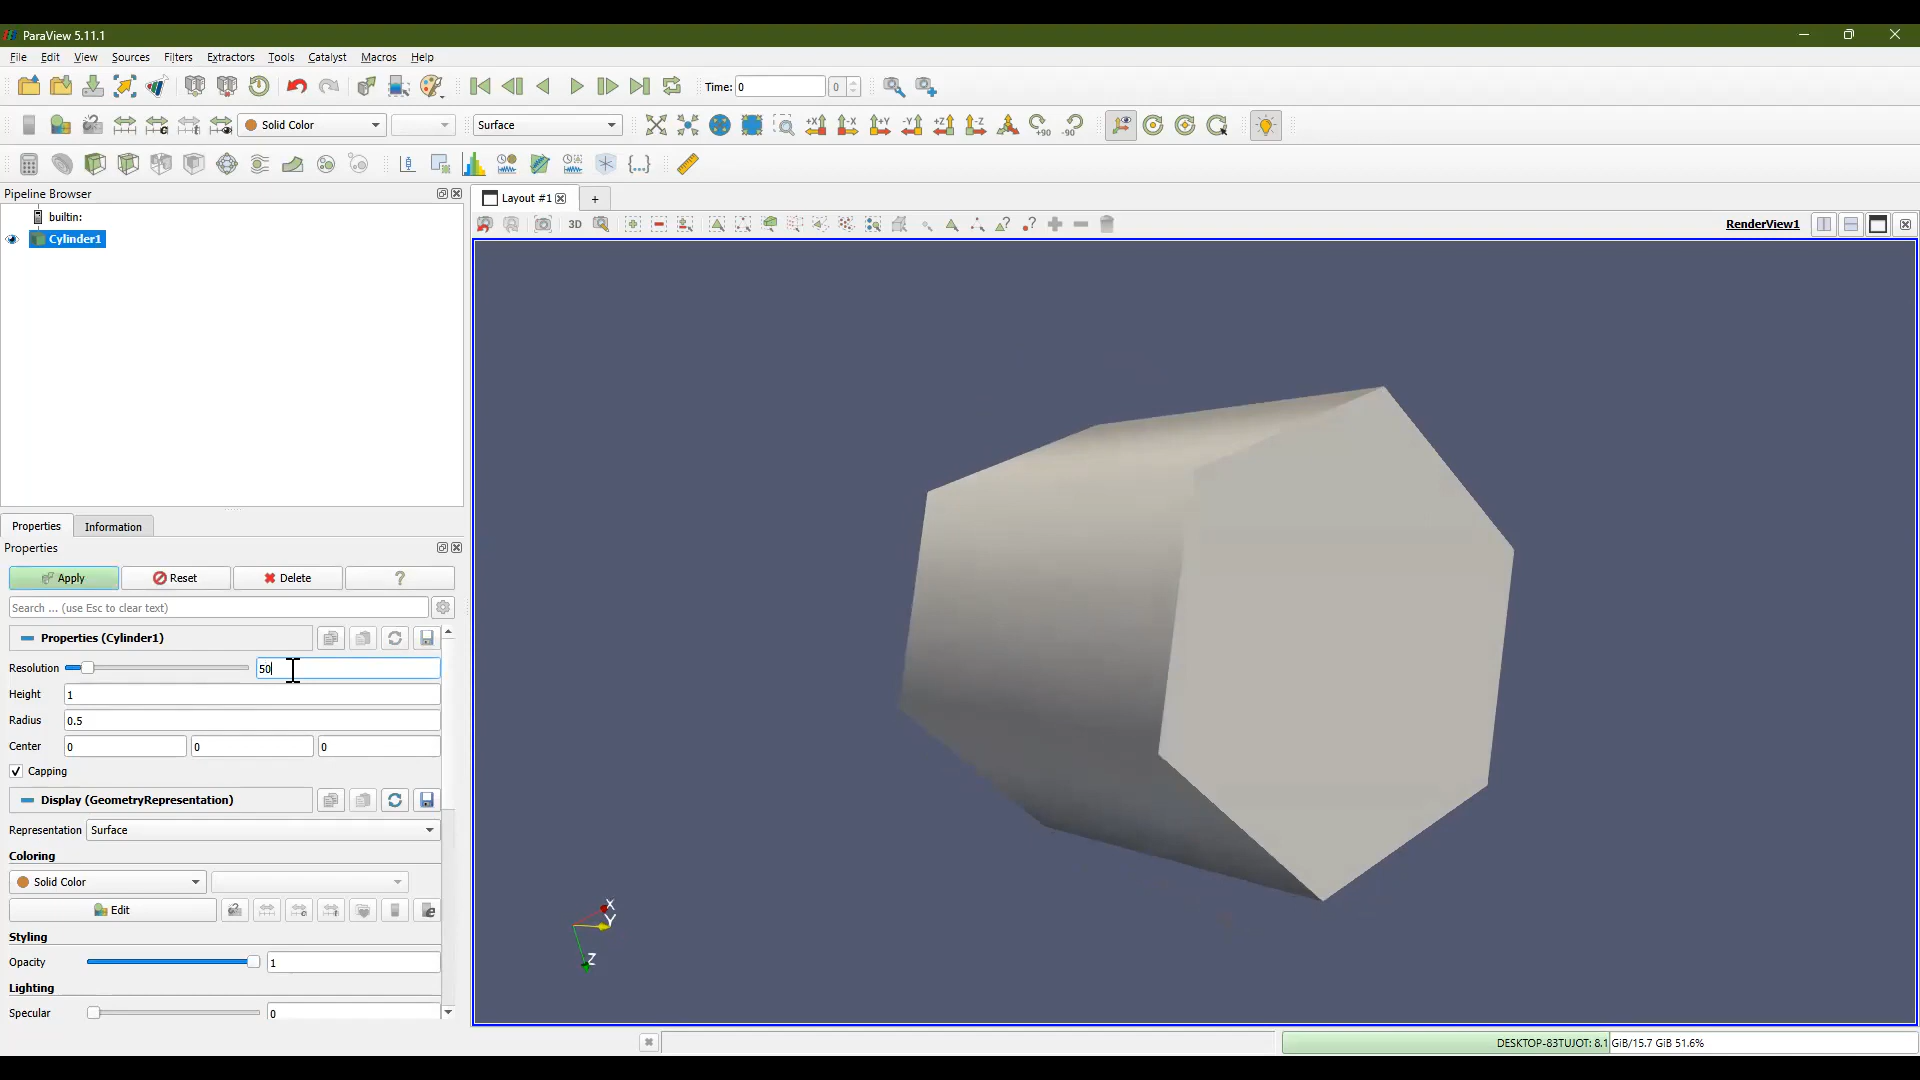 ParaView 5.11.1
File Edit View Sources Filters Extractors Tools Catalyst Macros Help
Time: 0 0
Solid Color Surface +X -X +Y -Y +Z -Z +90 -90
Pipeline Browser
Layout #1 +
builtin:
3D RenderView1
Cylinder1
Properties Information
Properties
Apply Reset Delete ?
Search ... (use Esc to clear text)
Properties (Cylinder1)
Resolution 50
Height 1
Radius 0.5
Center 0 0 0
Capping
Display (GeometryRepresentation)
Representation Surface
Coloring
Solid Color
Edit
X
Y
Z
Styling
Opacity 1
Lighting
Specular 0
DESKTOP-83TUJOT: 8.1 GiB/15.7 GiB 51.6%